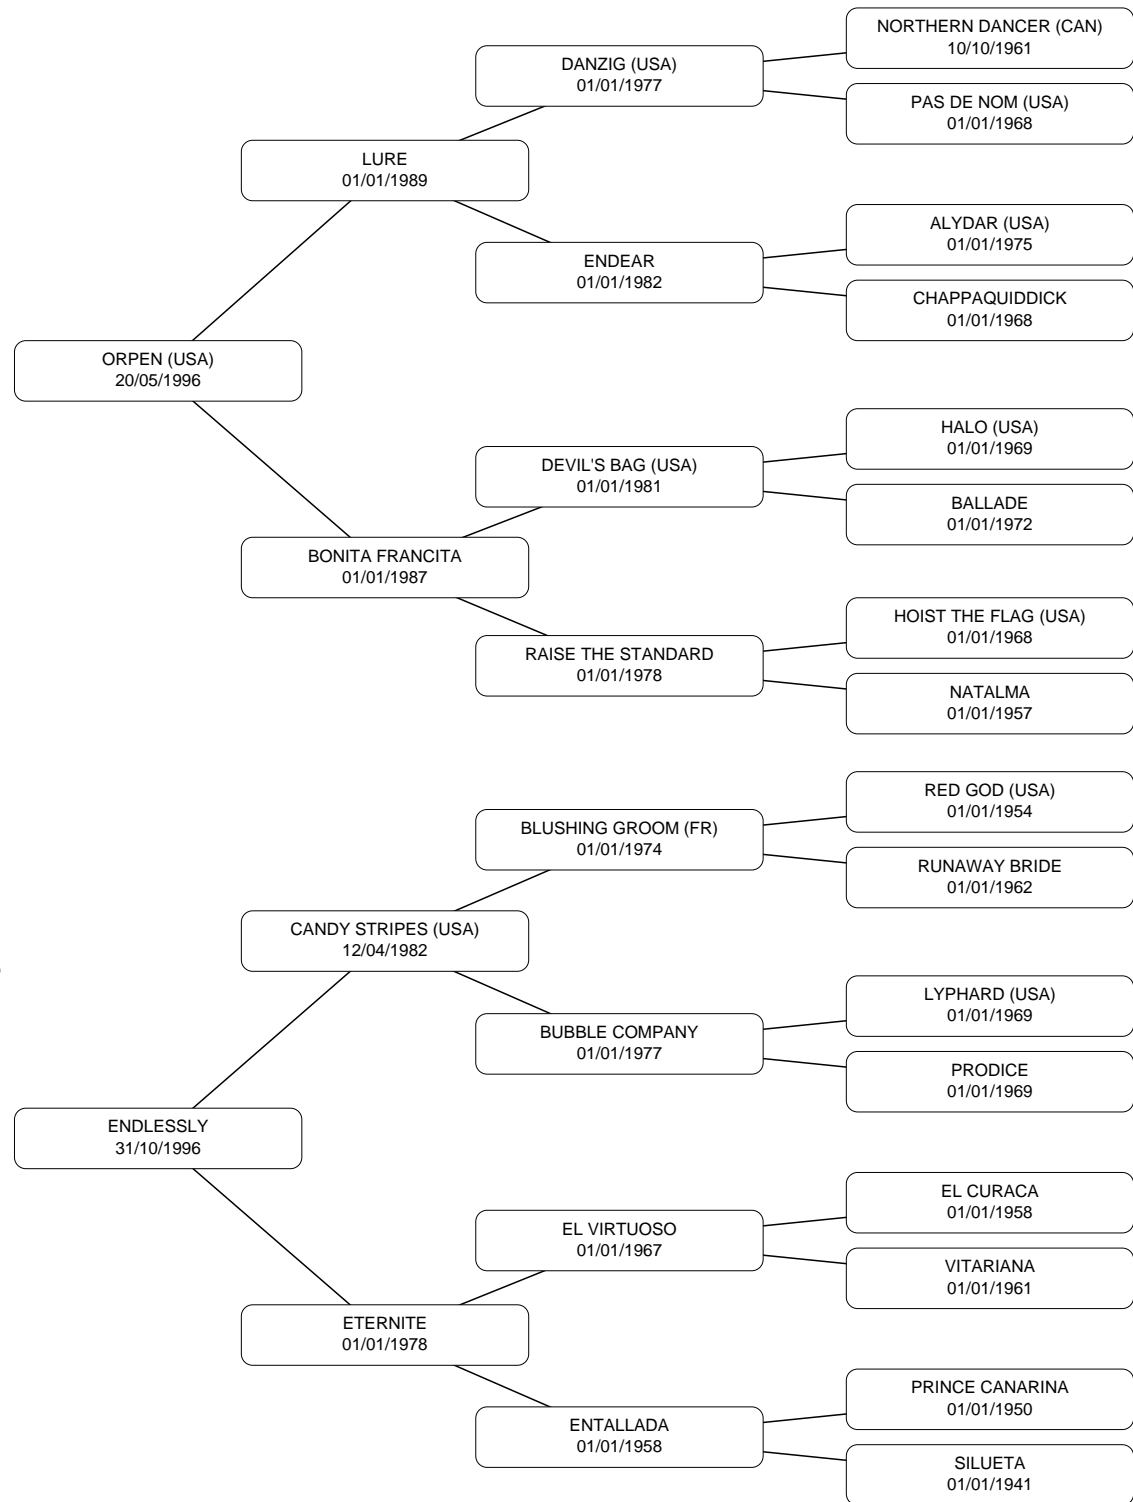 NORTHERN DANCER (CAN)
10/10/1961
DANZIG (USA)
01/01/1977
PAS DE NOM (USA)
01/01/1968
LURE
01/01/1989
ALYDAR (USA)
01/01/1975
ENDEAR
01/01/1982
CHAPPAQUIDDICK
01/01/1968
ORPEN (USA)
20/05/1996
HALO (USA)
01/01/1969
DEVIL'S BAG (USA)
01/01/1981
BALLADE
01/01/1972
BONITA FRANCITA
01/01/1987
HOIST THE FLAG (USA)
01/01/1968
RAISE THE STANDARD
01/01/1978
NATALMA
01/01/1957
RED GOD (USA)
01/01/1954
BLUSHING GROOM (FR)
01/01/1974
RUNAWAY BRIDE
01/01/1962
CANDY STRIPES (USA)
12/04/1982
LYPHARD (USA)
01/01/1969
BUBBLE COMPANY
01/01/1977
PRODICE
01/01/1969
ENDLESSLY
31/10/1996
EL CURACA
01/01/1958
EL VIRTUOSO
01/01/1967
VITARIANA
01/01/1961
ETERNITE
01/01/1978
PRINCE CANARINA
01/01/1950
ENTALLADA
01/01/1958
SILUETA
01/01/1941